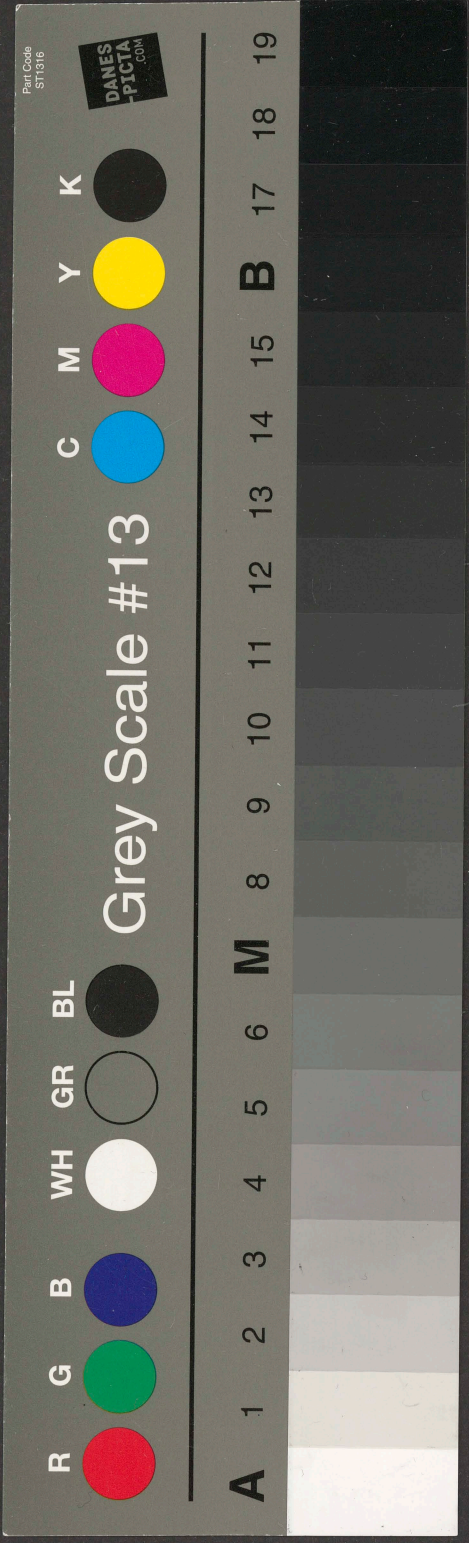 Part Code
ST1316
DANES
-PICTA
.COM
R G B WH GR BL Grey Scale #13 C M Y K
A 1 2 3 4 5 6 M 8 9 10 11 12 13 14 15 B 17 18 19